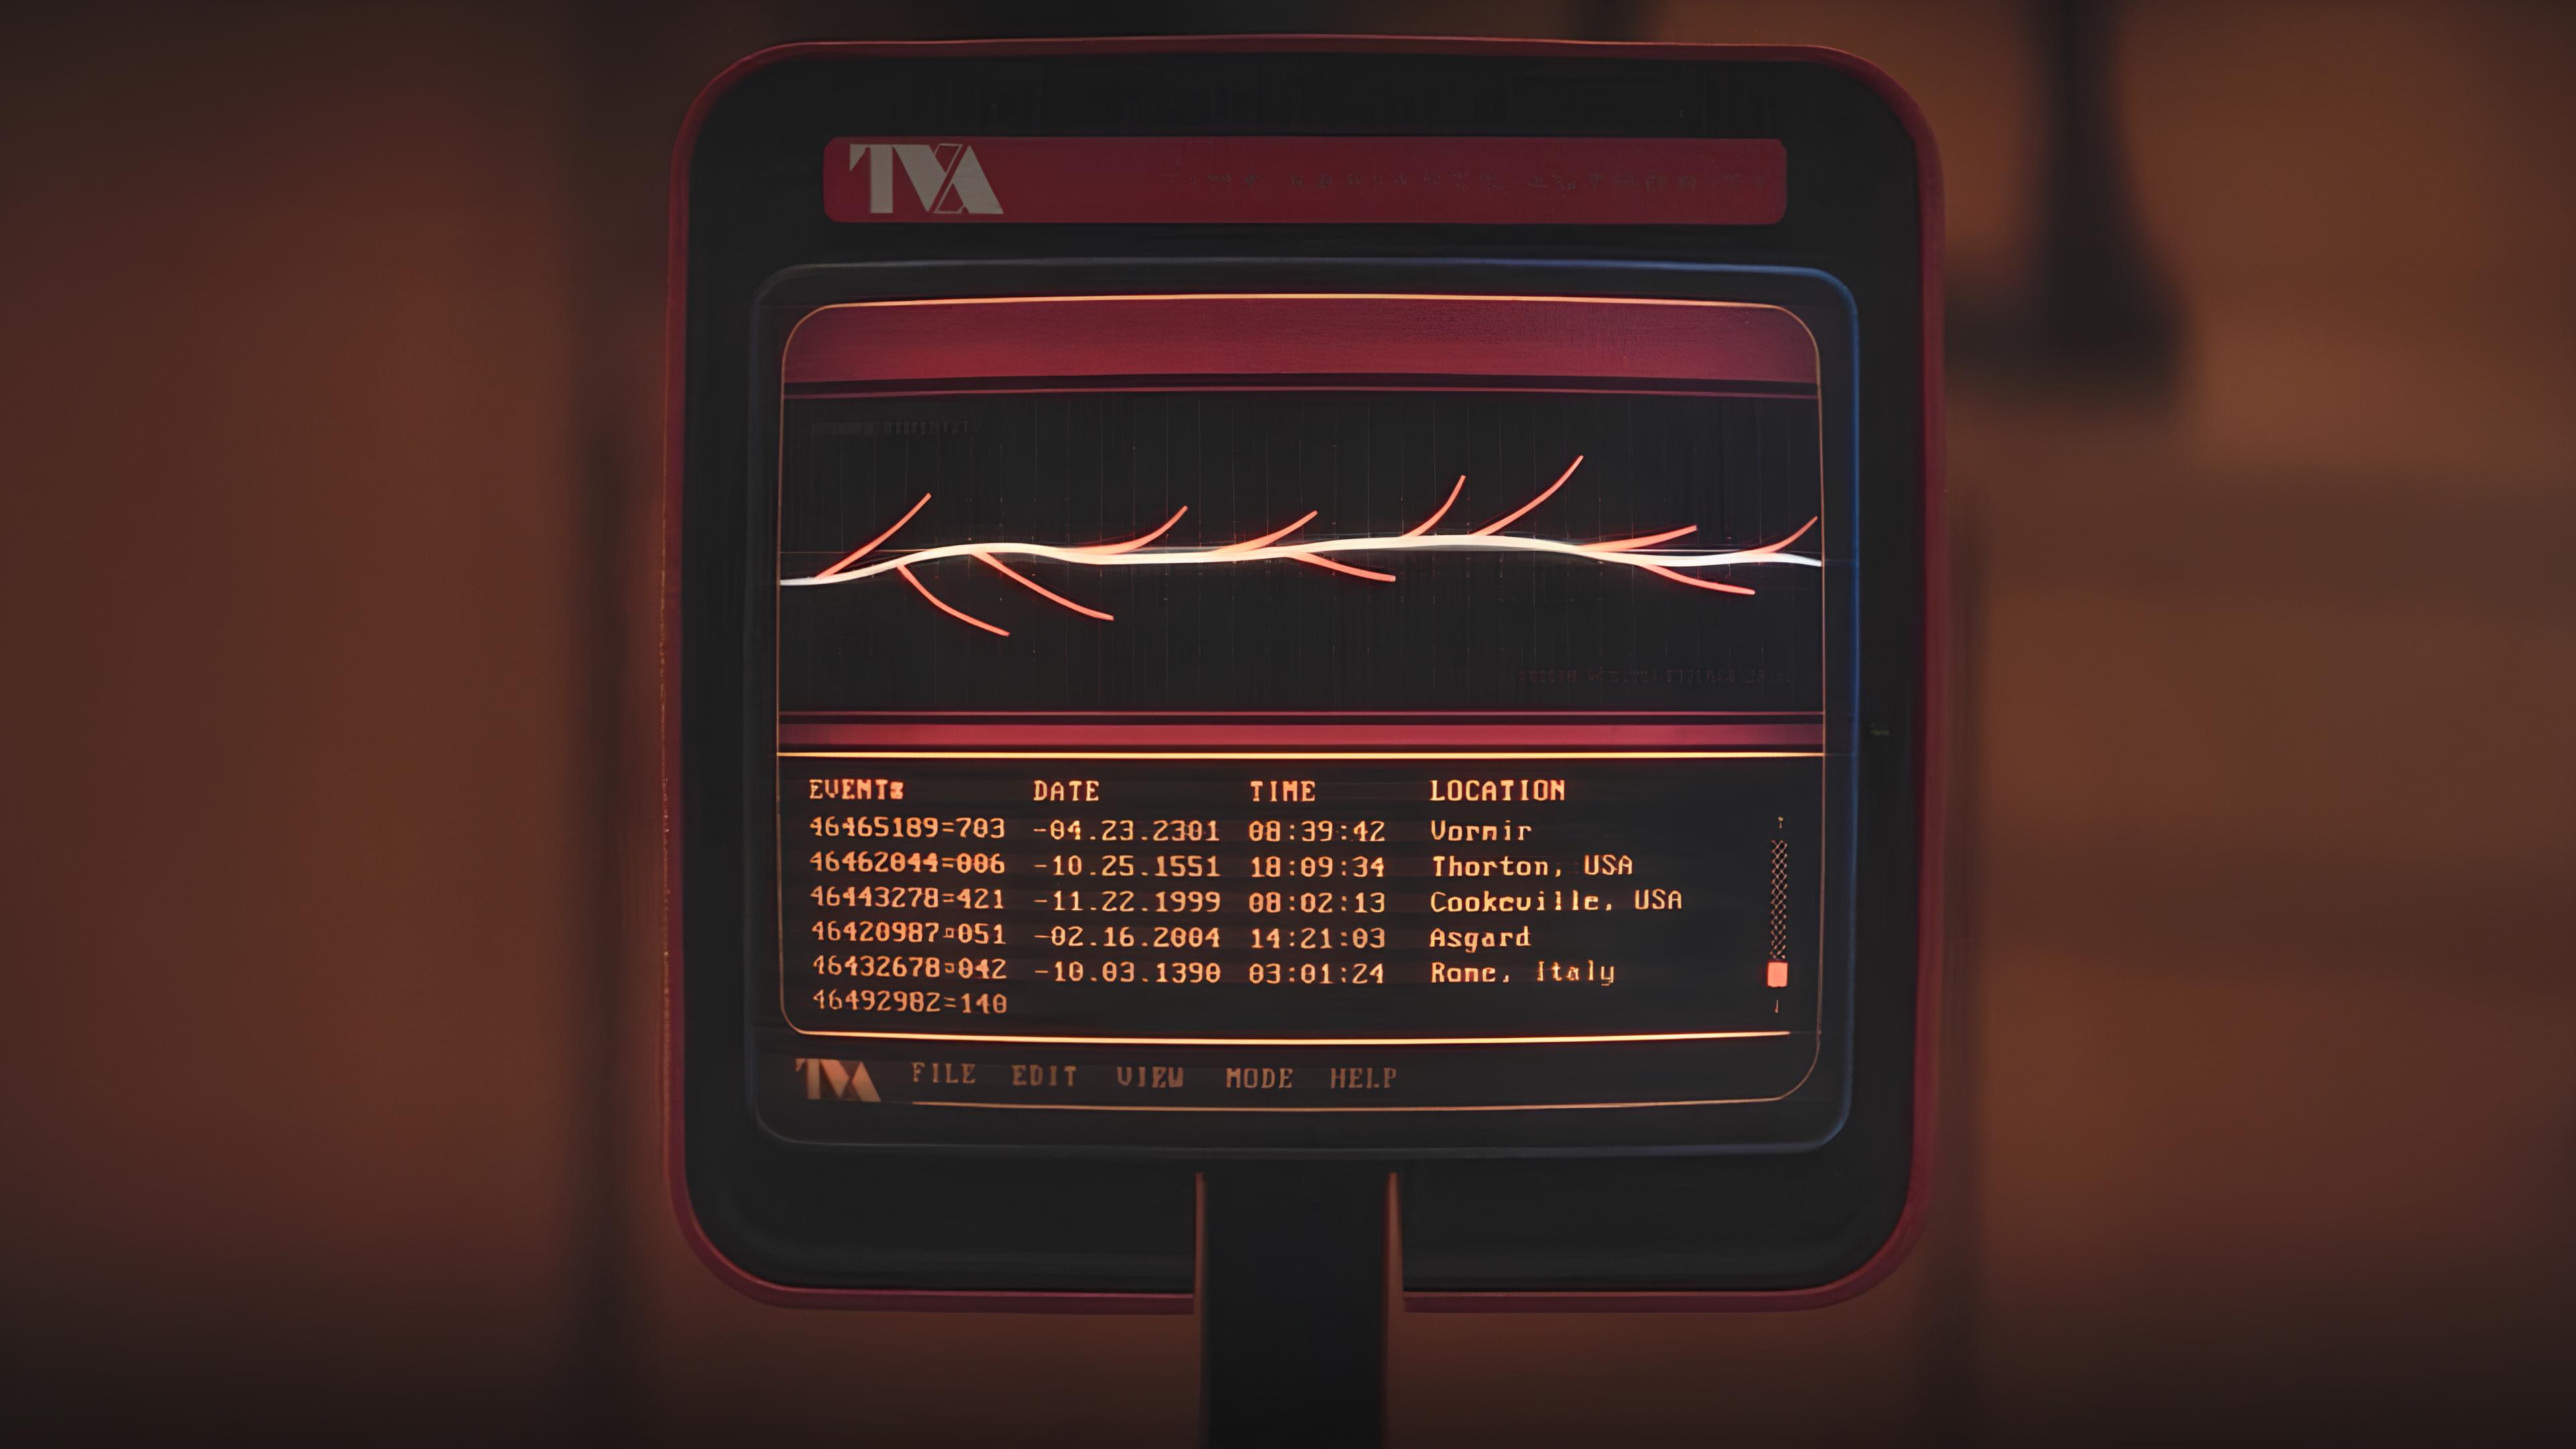 TVA
EVENT# DATE TIME LOCATION
46465189=703 -04.23.2301 08:39:42 Vormir
46462044=006 -10.25.1551 18:09:34 Thorton, USA
46443278=421 -11.22.1999 08:02:13 Cookeville, USA
46420987=051 -02.16.2004 14:21:03 Asgard
46432678=042 -10.03.1390 03:01:24 Rome, Italy
46492982=140
TVA FILE EDIT VIEW MODE HELP